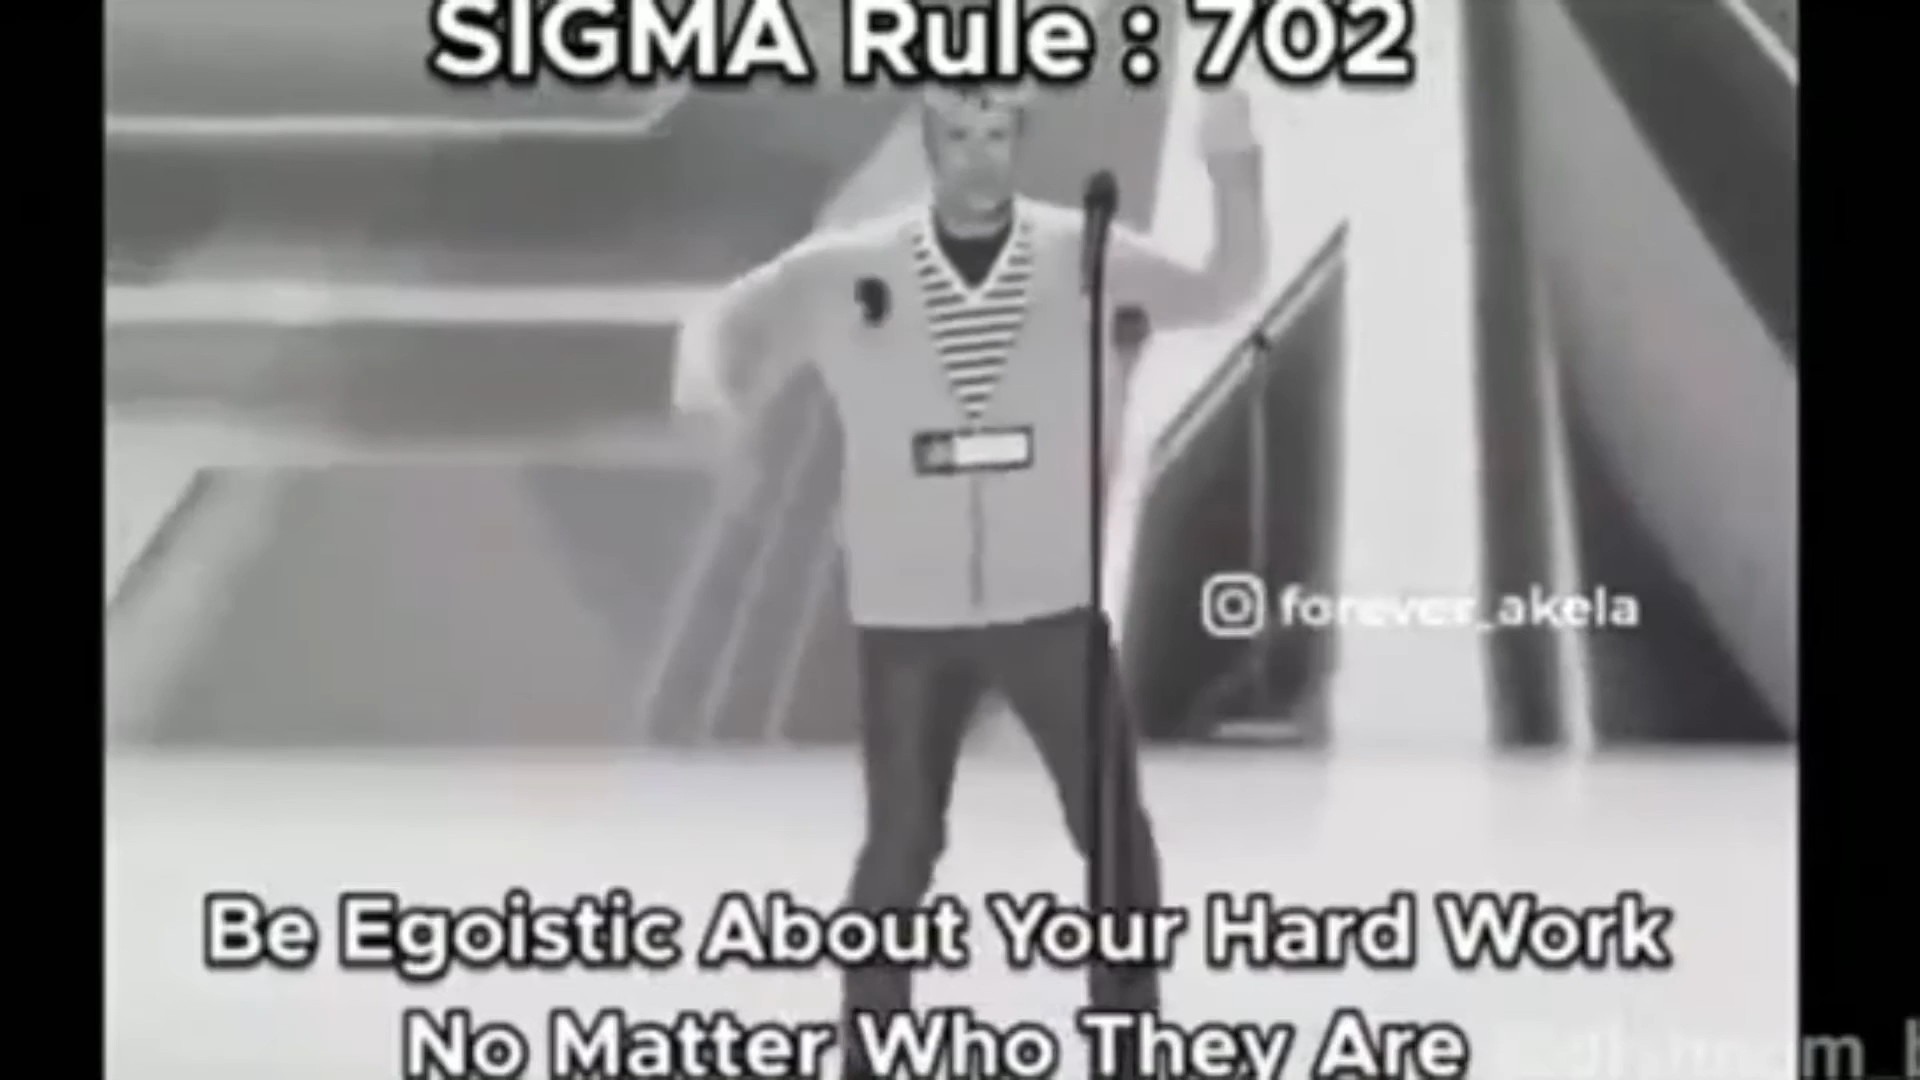 SIGMA Rule : 702
forever_akela
Be Egoistic About Your Hard Work
No Matter Who They Are